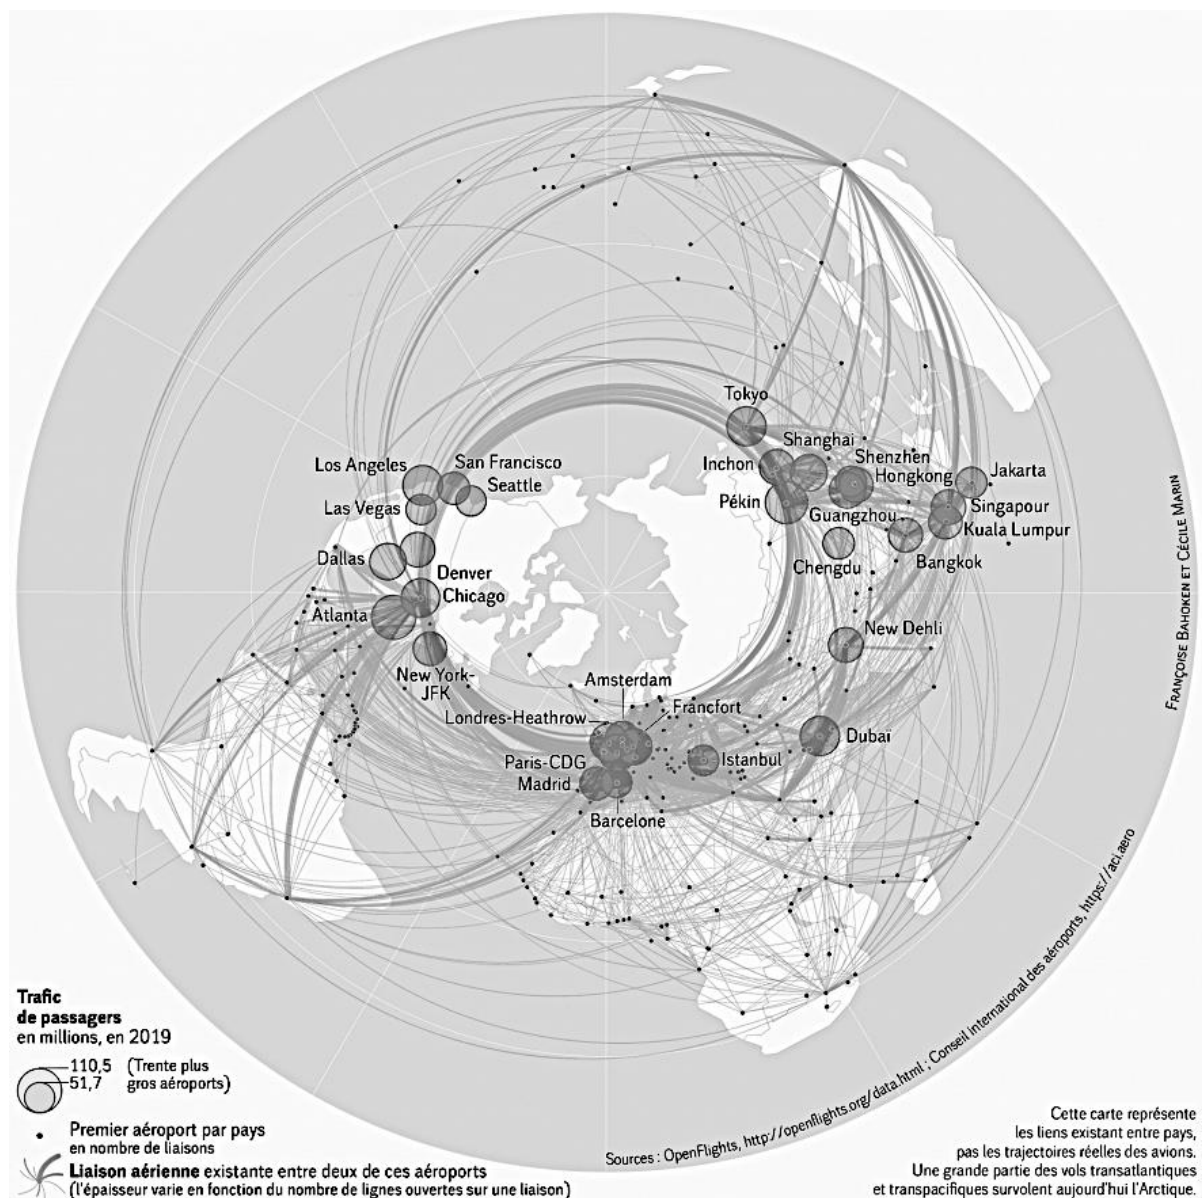 Tokyo
Shanghai
Los Angeles
San Francisco
Inchon
Shenzhen
Hongkong
Jakarta
Seattle
Las Vegas
Pékin
Guangzhou
Singapour
Kuala Lumpur
Dallas
Denver
Chengdu
Bangkok
Chicago
Atlanta
New Dehli
New York-
JFK
Amsterdam
Londres-Heathrow
Francfort
Dubaï
Paris-CDG
Istanbul
Madrid
Barcelone
FRANÇOISE BAHOKEN ET CÉCILE MARIN
Trafic
de passagers
en millions, en 2019
110,5 (Trente plus
51,7 gros aéroports)
Premier aéroport par pays
en nombre de liaisons
Liaison aérienne existante entre deux de ces aéroports
(l'épaisseur varie en fonction du nombre de lignes ouvertes sur une liaison)
Sources : OpenFlights, http://openflights.org/data.html ; Conseil international des aéroports, https://aci.aero
Cette carte représente
les liens existant entre pays,
pas les trajectoires réelles des avions.
Une grande partie des vols transatlantiques
et transpacifiques survolent aujourd'hui l'Arctique.